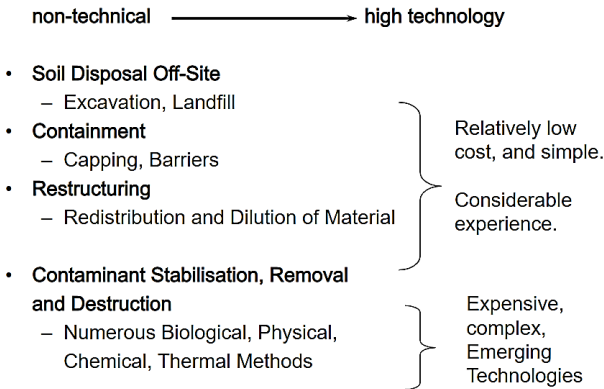 non-technical high technology
• Soil Disposal Off-Site
– Excavation, Landfill
• Containment
– Capping, Barriers
• Restructuring
– Redistribution and Dilution of Material
Relatively low
cost, and simple.
Considerable
experience.
• Contaminant Stabilisation, Removal
and Destruction
– Numerous Biological, Physical,
Chemical, Thermal Methods
Expensive,
complex,
Emerging
Technologies